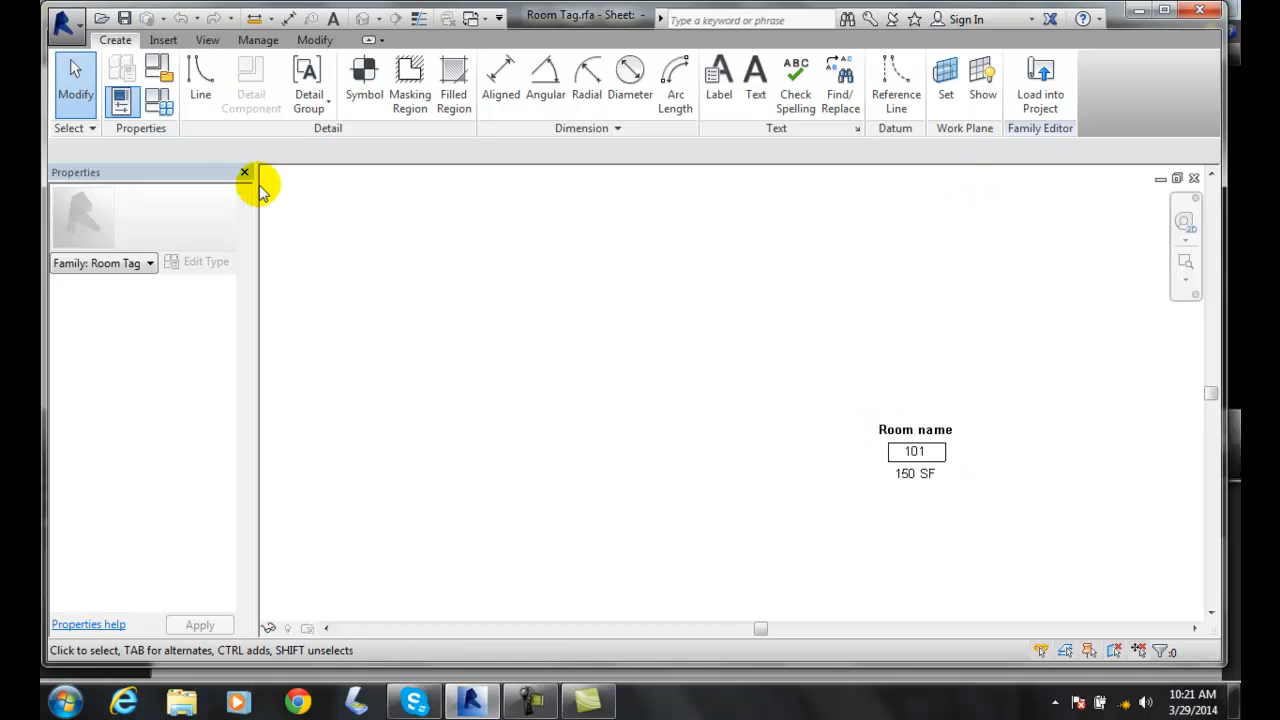 Room Tag.rfa - Sheet: -
Type a keyword or phrase
Sign In
Create Insert View Manage Modify
Modify
Line
Detail Component
Detail Group
Symbol
Masking Region
Filled Region
Aligned
Angular
Radial
Diameter
Arc Length
Label
Text
ABC
Check Spelling
Find/ Replace
Reference Line
Set
Show
Load into Project
Select
Properties
Detail
Dimension
Text
Datum
Work Plane
Family Editor
Properties
Family: Room Tag
Edit Type
2D
Room name
101
150 SF
Properties help
Apply
Click to select, TAB for alternates, CTRL adds, SHIFT unselects
:0
10:21 AM
3/29/2014